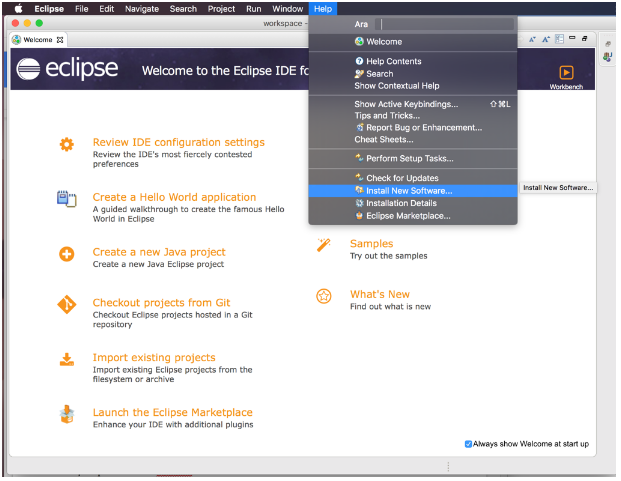 Eclipse File Edit Navigate Search Project Run Window Help
workspace -
Welcome
eclipse
Welcome to the Eclipse IDE fo
Workbench
Ara
Welcome
Help Contents
Search
Show Contextual Help
Show Active Keybindings... ⇧⌘L
Tips and Tricks...
Report Bug or Enhancement...
Cheat Sheets...
Perform Setup Tasks...
Check for Updates
Install New Software...
Installation Details
Eclipse Marketplace...
Install New Software...
Review IDE configuration settings
Review the IDE's most fiercely contested
preferences
Create a Hello World application
A guided walkthrough to create the famous Hello
World in Eclipse
Create a new Java project
Create a new Java Eclipse project
Checkout projects from Git
Checkout Eclipse projects hosted in a Git
repository
Import existing projects
Import existing Eclipse projects from the
filesystem or archive
Launch the Eclipse Marketplace
Enhance your IDE with additional plugins
Samples
Try out the samples
What's New
Find out what is new
Always show Welcome at start up